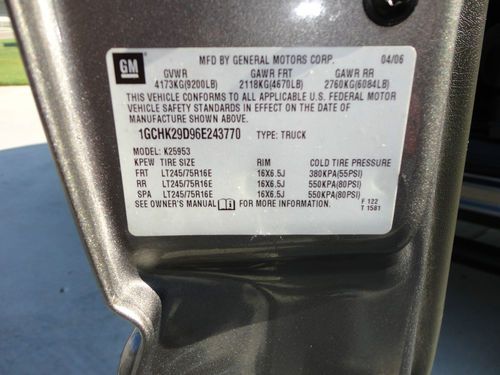 GM
MFD BY GENERAL MOTORS CORP. 04/06
GVWR GAWR FRT GAWR RR
4173KG(9200LB) 2118KG(4670LB) 2760KG(6084LB)
THIS VEHICLE CONFORMS TO ALL APPLICABLE U.S. FEDERAL MOTOR
VEHICLE SAFETY STANDARDS IN EFFECT ON THE DATE OF
MANUFACTURE SHOWN ABOVE.
1GCHK29D96E243770 TYPE: TRUCK
MODEL: K25953
KPEW TIRE SIZE RIM COLD TIRE PRESSURE
FRT LT245/75R16E 16X6.5J 380KPA(55PSI)
RR LT245/75R16E 16X6.5J 550KPA(80PSI)
SPA LT245/75R16E 16X6.5J 550KPA(80PSI)
SEE OWNER'S MANUAL FOR MORE INFORMATION. F 122
T 1581